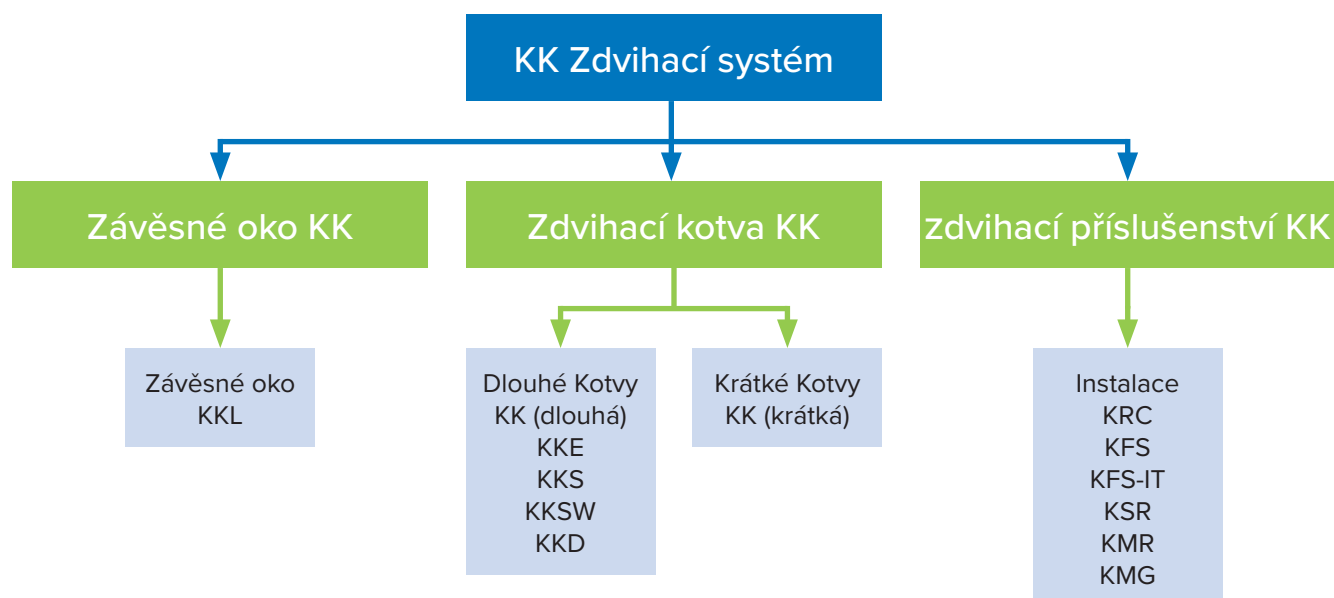 KK Zdvihací systém
Závěsné oko KK
Zdvihací kotva KK
zdvihací příslušenství KK
Závěsné oko
KKL
Dlouhé Kotvy
KK (dlouhá)
KKE
KKS
KKSW
KKD
Krátké Kotvy
KK (krátká)
Instalace
KRC
KFS
KFS-IT
KSR
KMR
KMG